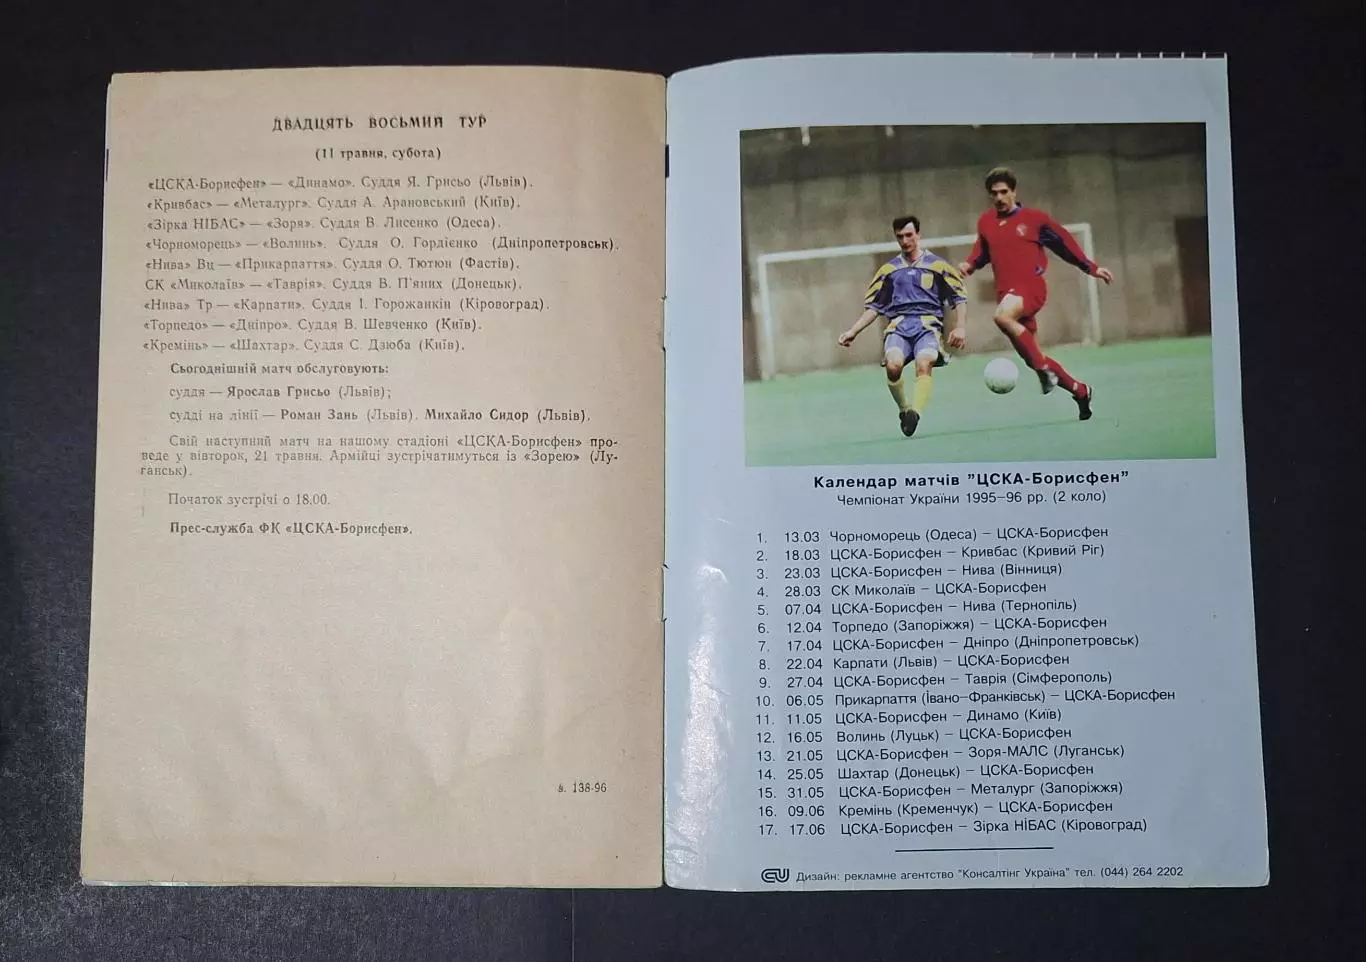 ДВАДЦЯТЬ ВОСЬМИЙ ТУР
(11 травня, субота)
«ЦСКА-Борисфен» — «Динамо». Суддя Я. Грисьо (Львів).
«Кривбас» — «Металург». Суддя А. Арановський (Київ).
«Зірка НІБАС» — «Зоря». Суддя В. Лисенко (Одеса).
«Чорноморець» — «Волинь». Суддя О. Гордієнко (Дніпропетровськ).
«Нива» Вц — «Прикарпаття». Суддя О. Тютюн (Фастів).
СК «Миколаїв» — «Таврія». Суддя В. П'яних (Донецьк).
«Нива» Тр — «Карпати». Суддя І. Горожанкін (Кіровоград).
«Торпедо» — «Дніпро». Суддя В. Шевченко (Київ).
«Кремінь» — «Шахтар». Суддя С. Дзюба (Київ).
Сьогоднішній матч обслуговують:
суддя — Ярослав Грисьо (Львів);
судді на лінії — Роман Зань (Львів). Михайло Сидор (Львів).
Свій наступний матч на нашому стадіоні «ЦСКА-Борисфен» про-
веде у вівторок, 21 травня. Армійці зустрічатимуться із «Зорею» (Лу-
ганськ).
Початок зустрічі о 18.00.
Прес-служба ФК «ЦСКА-Борисфен».
з. 138-96
Календар матчів "ЦСКА-Борисфен"
Чемпіонат України 1995-96 рр. (2 коло)
1. 13.03 Чорноморець (Одеса) – ЦСКА-Борисфен
2. 18.03 ЦСКА-Борисфен – Кривбас (Кривий Ріг)
3. 23.03 ЦСКА-Борисфен – Нива (Вінниця)
4. 28.03 СК Миколаїв – ЦСКА-Борисфен
5. 07.04 ЦСКА-Борисфен – Нива (Тернопіль)
6. 12.04 Торпедо (Запоріжжя) – ЦСКА-Борисфен
7. 17.04 ЦСКА-Борисфен – Дніпро (Дніпропетровськ)
8. 22.04 Карпати (Львів) – ЦСКА-Борисфен
9. 27.04 ЦСКА-Борисфен – Таврія (Сімферополь)
10. 06.05 Прикарпаття (Івано-Франківськ) – ЦСКА-Борисфен
11. 11.05 ЦСКА-Борисфен – Динамо (Київ)
12. 16.05 Волинь (Луцьк) – ЦСКА-Борисфен
13. 21.05 ЦСКА-Борисфен – Зоря-МАЛС (Луганськ)
14. 25.05 Шахтар (Донецьк) – ЦСКА-Борисфен
15. 31.05 ЦСКА-Борисфен – Металург (Запоріжжя)
16. 09.06 Кремінь (Кременчук) – ЦСКА-Борисфен
17. 17.06 ЦСКА-Борисфен – Зірка НІБАС (Кіровоград)
CU Дизайн: рекламне агенство "Консалтінг Україна" тел. (044) 264 2202